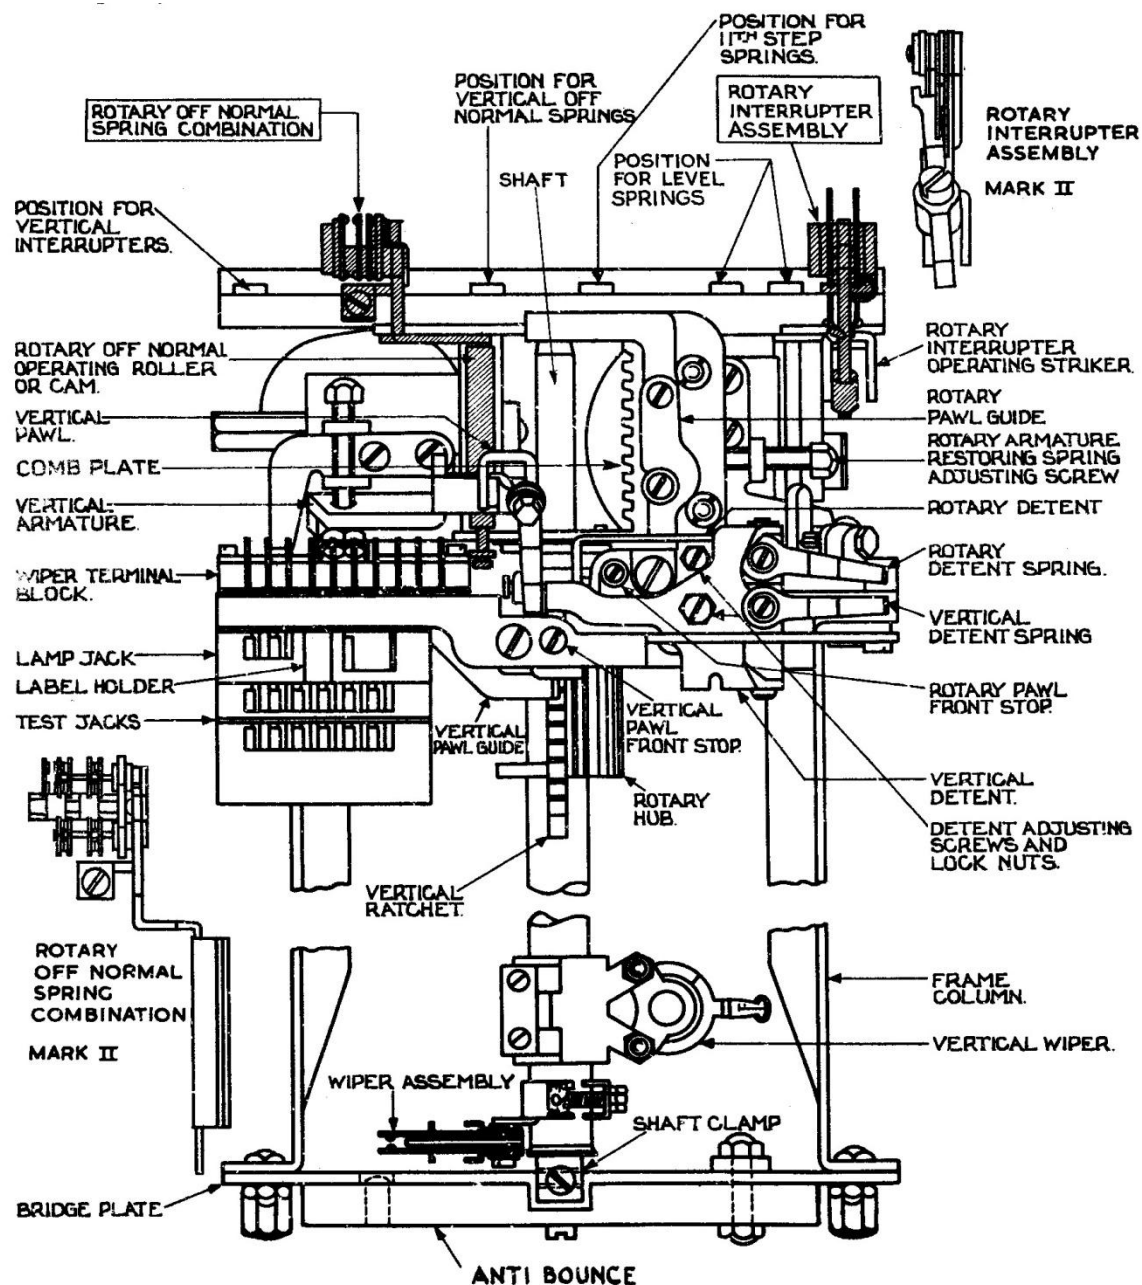 POSITION FOR
11TH STEP
SPRINGS.
POSITION FOR
VERTICAL OFF
NORMAL SPRINGS
ROTARY
INTERRUPTER
ASSEMBLY
ROTARY OFF NORMAL
SPRING COMBINATION
ROTARY
INTERRUPTER
ASSEMBLY
MARK II
SHAFT
POSITION
FOR LEVEL
SPRINGS
POSITION FOR
VERTICAL
INTERRUPTERS.
ROTARY OFF NORMAL
OPERATING ROLLER
OR CAM.
VERTICAL
PAWL.
COMB PLATE
VERTICAL
ARMATURE.
WIPER TERMINAL
BLOCK.
LAMP JACK
LABEL HOLDER
TEST JACKS
ROTARY
INTERRUPTER
OPERATING STRIKER.
ROTARY
PAWL GUIDE
ROTARY ARMATURE
RESTORING SPRING
ADJUSTING SCREW
ROTARY DETENT
ROTARY
DETENT SPRING.
VERTICAL
DETENT SPRING
ROTARY PAWL
FRONT STOP.
VERTICAL
PAWL GUIDE
VERTICAL
PAWL
FRONT STOP.
ROTARY
HUB.
VERTICAL
DETENT.
DETENT ADJUSTING
SCREWS AND
LOCK NUTS.
VERTICAL
RATCHET.
ROTARY
OFF NORMAL
SPRING
COMBINATION
MARK II
FRAME
COLUMN.
VERTICAL WIPER.
WIPER ASSEMBLY
SHAFT CLAMP
BRIDGE PLATE
ANTI BOUNCE